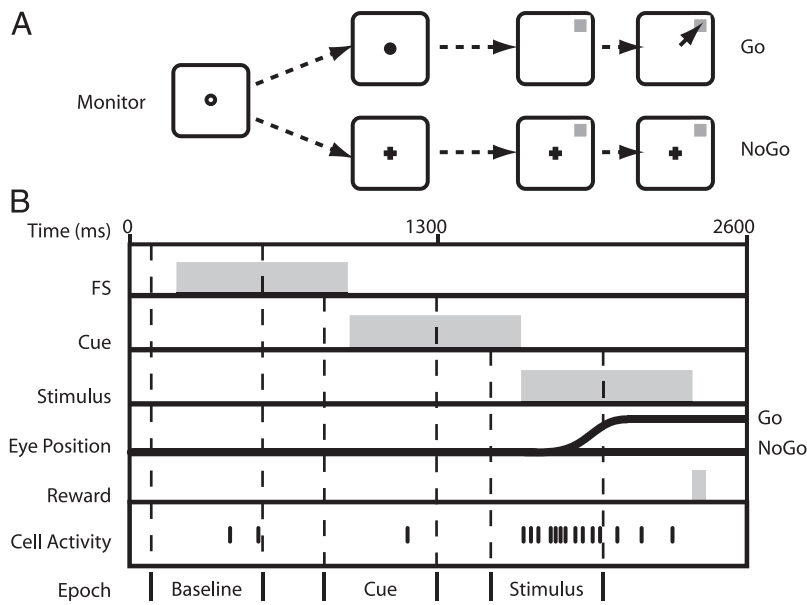 A
Monitor
Go
NoGo
B
Time (ms) 0 1300 2600
FS
Cue
Stimulus
Go
Eye Position
NoGo
Reward
Cell Activity
Epoch Baseline Cue Stimulus